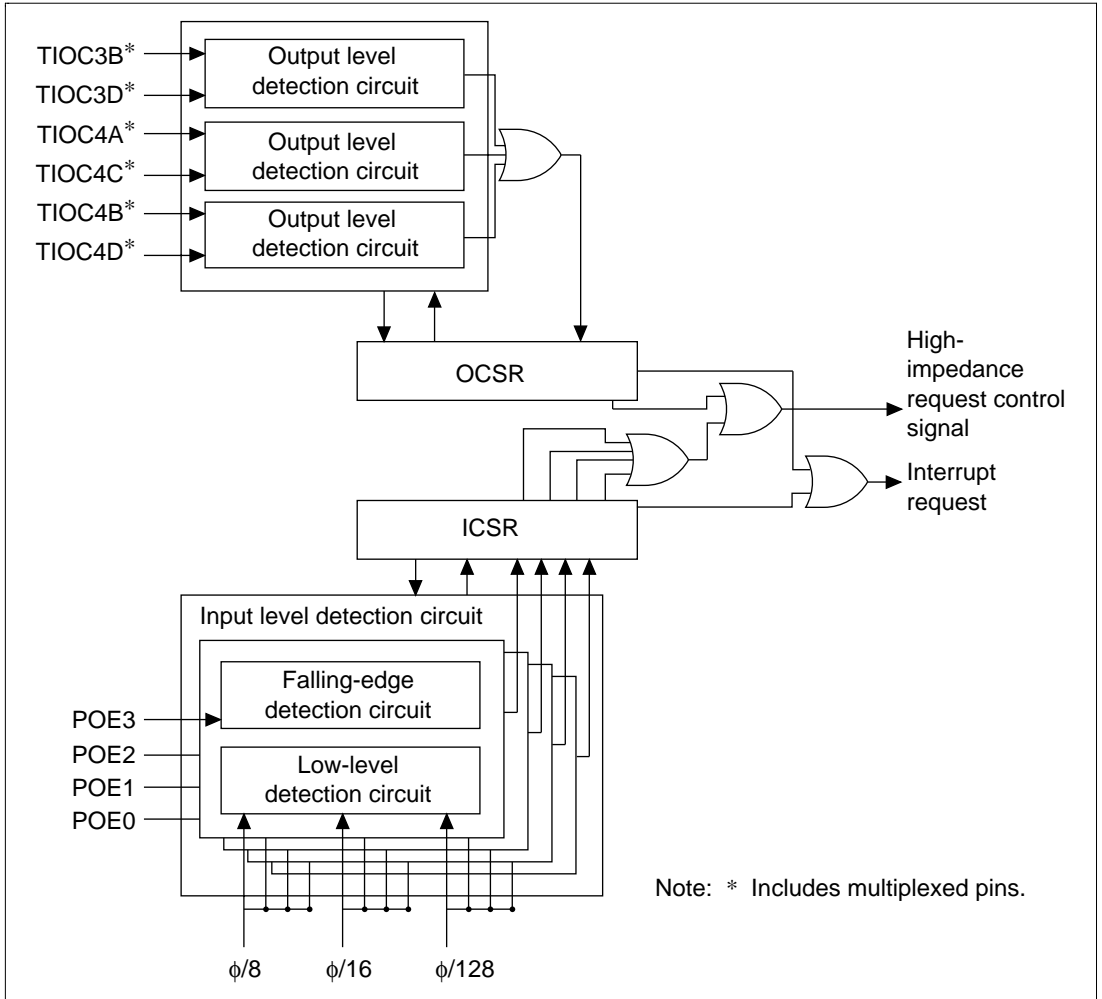 TIOC3B*
TIOC3D*
TIOC4A*
TIOC4C*
TIOC4B*
TIOC4D*
Output level
detection circuit
Output level
detection circuit
Output level
detection circuit
OCSR
High-
impedance
request control
signal
Interrupt
request
ICSR
Input level detection circuit
Falling-edge
detection circuit
Low-level
detection circuit
POE3
POE2
POE1
POE0
Note: * Includes multiplexed pins.
ϕ/8
ϕ/16
ϕ/128